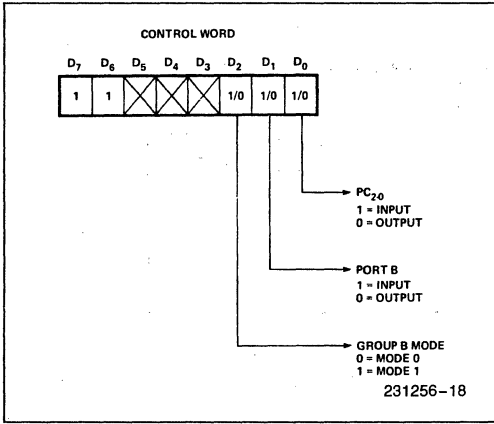 CONTROL WORD
D7 D6 D5 D4 D3 D2 D1 D0
1 1 1/0 1/0 1/0
PC2-0
1 = INPUT
0 = OUTPUT
PORT B
1 = INPUT
0 = OUTPUT
GROUP B MODE
0 = MODE 0
1 = MODE 1
231256–18